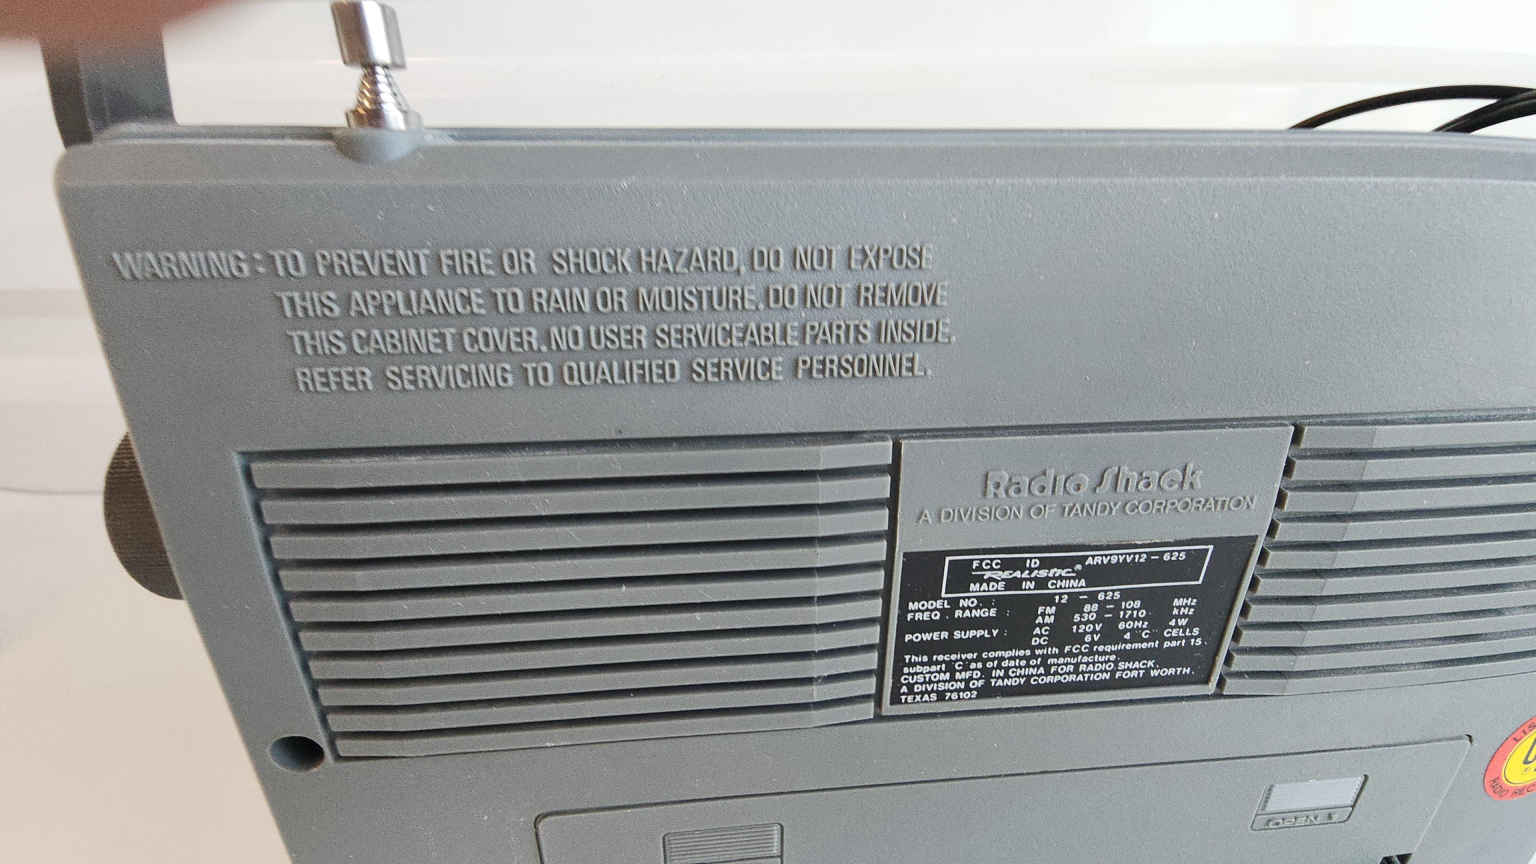 WARNING: TO PREVENT FIRE OR SHOCK HAZARD, DO NOT EXPOSE
THIS APPLIANCE TO RAIN OR MOISTURE. DO NOT REMOVE
THIS CABINET COVER. NO USER SERVICEABLE PARTS INSIDE.
REFER SERVICING TO QUALIFIED SERVICE PERSONNEL.
Radio Shack
A DIVISION OF TANDY CORPORATION
FCC ID ARV9YV12-625
REALISTIC®
MADE IN CHINA
MODEL NO. : 12-625
FREQ. RANGE : FM 88-108 MHz
AM 530-1710 kHz
POWER SUPPLY : AC 120V 60Hz 4W
DC 6V 4 "C" CELLS
This receiver complies with FCC requirement part 15
subpart 'C' as of date of manufacture
CUSTOM MFD. IN CHINA FOR RADIO SHACK,
A DIVISION OF TANDY CORPORATION FORT WORTH,
TEXAS 76102
OPEN
RADIO REC